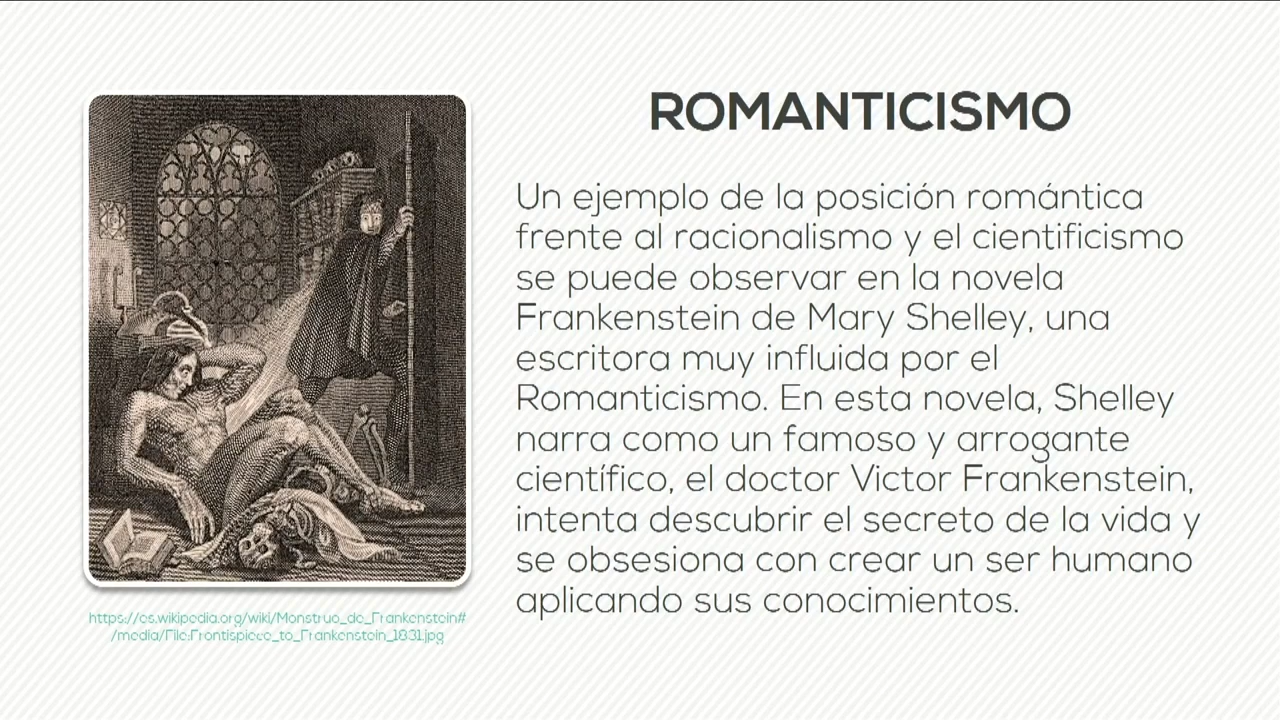 ROMANTICISMO
Un ejemplo de la posición romántica
frente al racionalismo y el cientificismo
se puede observar en la novela
Frankenstein de Mary Shelley, una
escritora muy influida por el
Romanticismo. En esta novela, Shelley
narra como un famoso y arrogante
científico, el doctor Victor Frankenstein,
intenta descubrir el secreto de la vida y
se obsesiona con crear un ser humano
aplicando sus conocimientos.
https://es.wikipedia.org/wiki/Monstruo_de_Frankenstein#
/media/File:Frontispiece_to_Frankenstein_1831.jpg